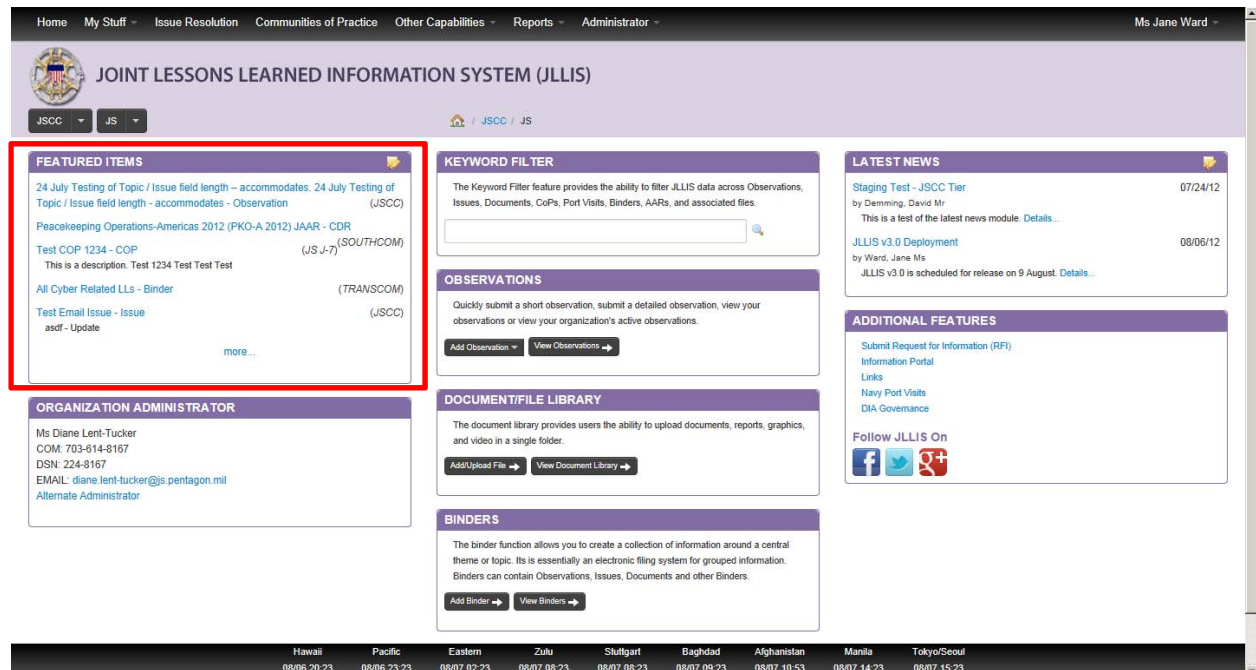 Home My Stuff Issue Resolution Communities of Practice Other Capabilities Reports Administrator Ms Jane Ward
JOINT LESSONS LEARNED INFORMATION SYSTEM (JLLIS)
JSCC JS / JSCC / JS
FEATURED ITEMS
24 July Testing of Topic / Issue field length – accommodates. 24 July Testing of
Topic / Issue field length - accommodates - Observation (JSCC)
Peacekeeping Operations-Americas 2012 (PKO-A 2012) JAAR - CDR
(SOUTHCOM)
Test COP 1234 - COP (JS J-7)
This is a description. Test 1234 Test Test Test
All Cyber Related LLs - Binder (TRANSCOM)
Test Email Issue - Issue (JSCC)
asdf - Update
more...
ORGANIZATION ADMINISTRATOR
Ms Diane Lent-Tucker
COM: 703-614-8167
DSN: 224-8167
EMAIL: diane.lent-tucker@js.pentagon.mil
Alternate Administrator
KEYWORD FILTER
The Keyword Filter feature provides the ability to filter JLLIS data across Observations,
Issues, Documents, CoPs, Port Visits, Binders, AARs, and associated files.
OBSERVATIONS
Quickly submit a short observation, submit a detailed observation, view your
observations or view your organization's active observations.
Add Observation View Observations
DOCUMENT/FILE LIBRARY
The document library provides users the ability to upload documents, reports, graphics,
and video in a single folder.
Add/Upload File View Document Library
BINDERS
The binder function allows you to create a collection of information around a central
theme or topic. Its is essentially an electronic filing system for grouped information.
Binders can contain Observations, Issues, Documents and other Binders.
Add Binder View Binders
LATEST NEWS
Staging Test - JSCC Tier 07/24/12
by Demming, David Mr
This is a test of the latest news module. Details...
JLLIS v3.0 Deployment 08/06/12
by Ward, Jane Ms
JLLIS v3.0 is scheduled for release on 9 August. Details...
ADDITIONAL FEATURES
Submit Request for Information (RFI)
Information Portal
Links
Navy Port Visits
DIA Governance
Follow JLLIS On
Hawaii Pacific Eastern Zulu Stuttgart Baghdad Afghanistan Manila Tokyo/Seoul
08/06 20:23 08/06 23:23 08/07 02:23 08/07 08:23 08/07 08:23 08/07 09:23 08/07 10:53 08/07 14:23 08/07 15:23